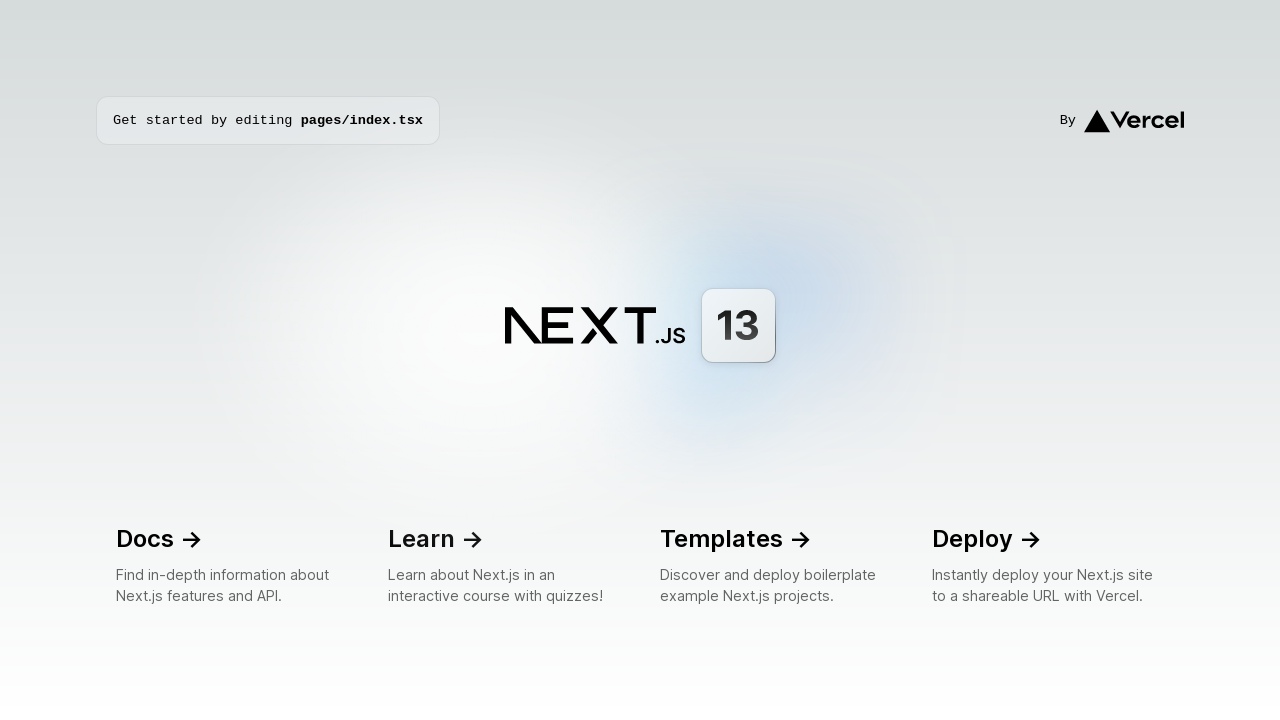 Get started by editing pages/index.tsx
By Vercel
NEXT.JS 13
Docs →
Find in-depth information about
Next.js features and API.
Learn →
Learn about Next.js in an
interactive course with quizzes!
Templates →
Discover and deploy boilerplate
example Next.js projects.
Deploy →
Instantly deploy your Next.js site
to a shareable URL with Vercel.